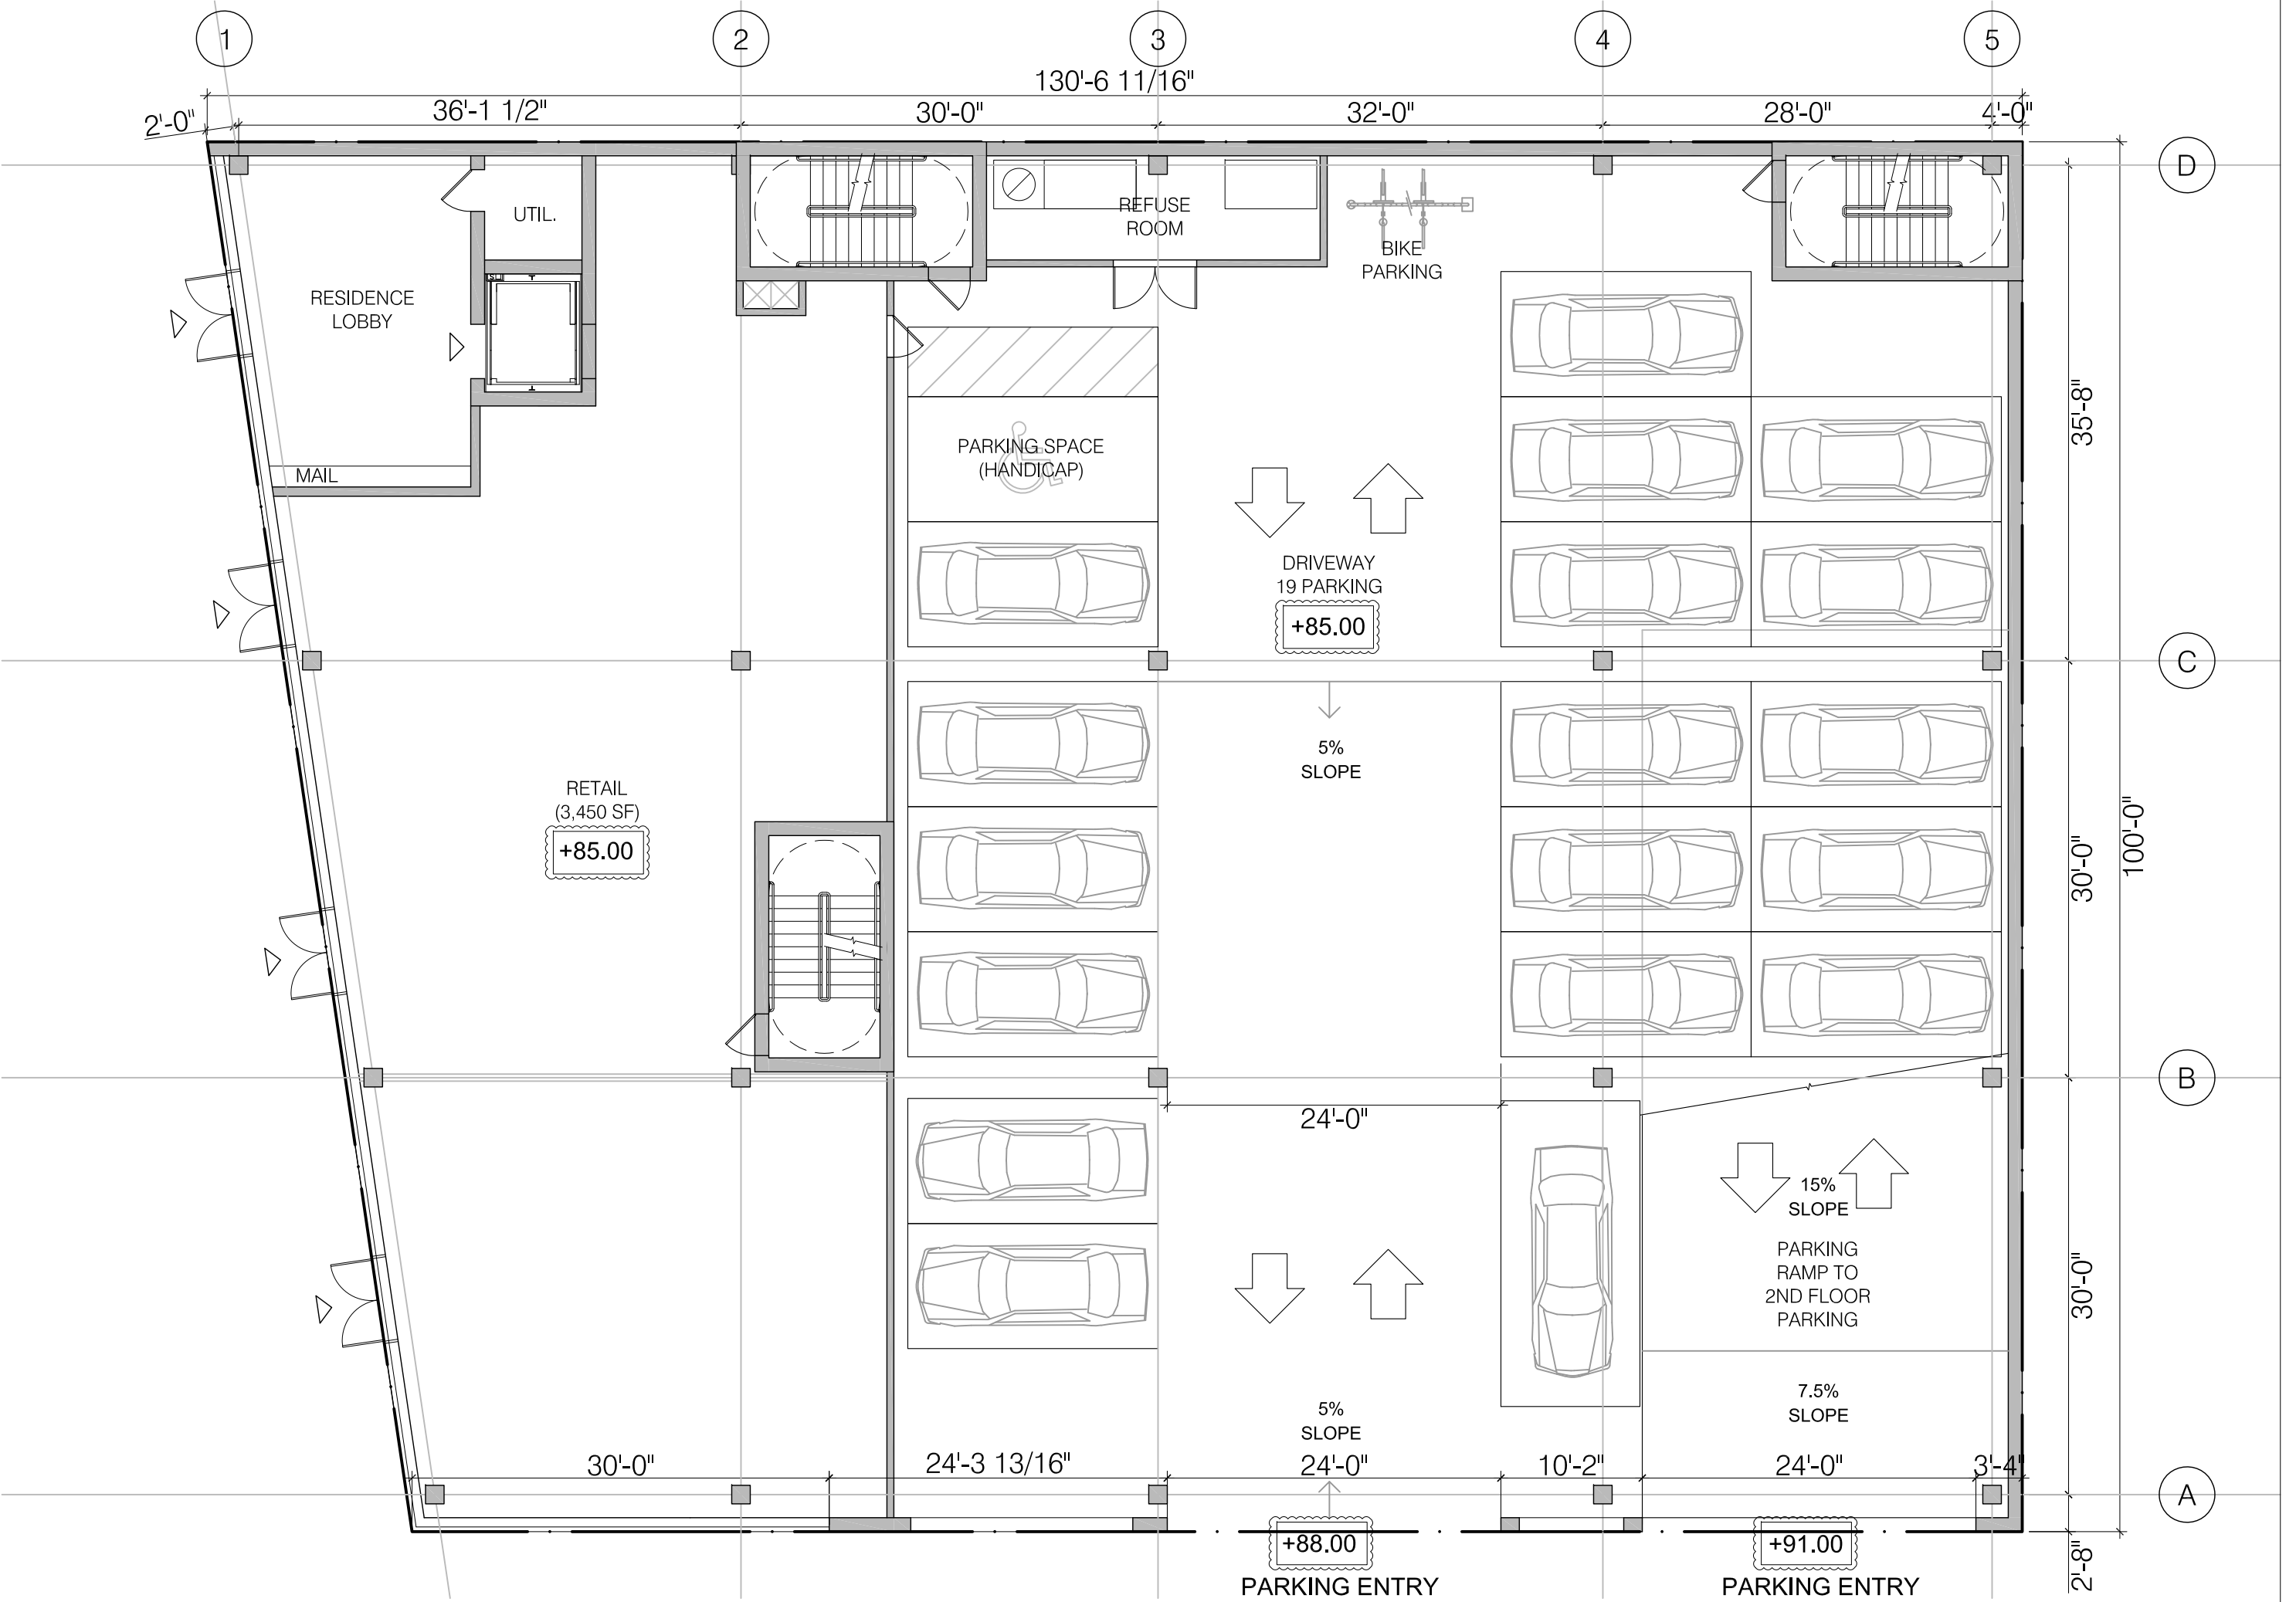 1
2
3
4
5
130'-6 11/16"
2'-0"
36'-1 1/2"
30'-0"
32'-0"
28'-0"
4'-0"
D
UTIL.
REFUSE
ROOM
BIKE
PARKING
RESIDENCE
LOBBY
35'-8"
PARKING SPACE
(HANDICAP)
MAIL
DRIVEWAY
19 PARKING
+85.00
C
5%
SLOPE
RETAIL
(3,450 SF)
+85.00
30'-0"
100'-0"
B
24'-0"
15%
SLOPE
PARKING
RAMP TO
2ND FLOOR
PARKING
30'-0"
7.5%
SLOPE
5%
SLOPE
30'-0"
24'-3 13/16"
24'-0"
10'-2"
24'-0"
3'-4"
A
+88.00
+91.00
2'-8"
PARKING ENTRY
PARKING ENTRY